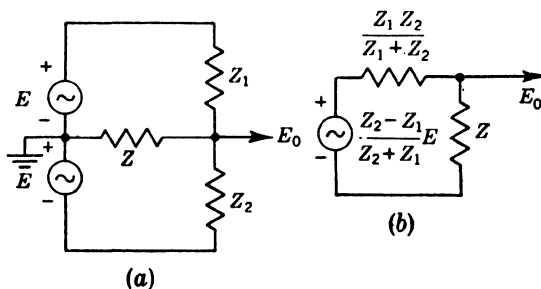 +
E
-
+
E
-
Z
Z₁
E₀
Z₂
(a)
Z₁ Z₂
Z₁ + Z₂
+
Z₂ − Z₁
Z₂ + Z₁
E
-
Z
E₀
(b)